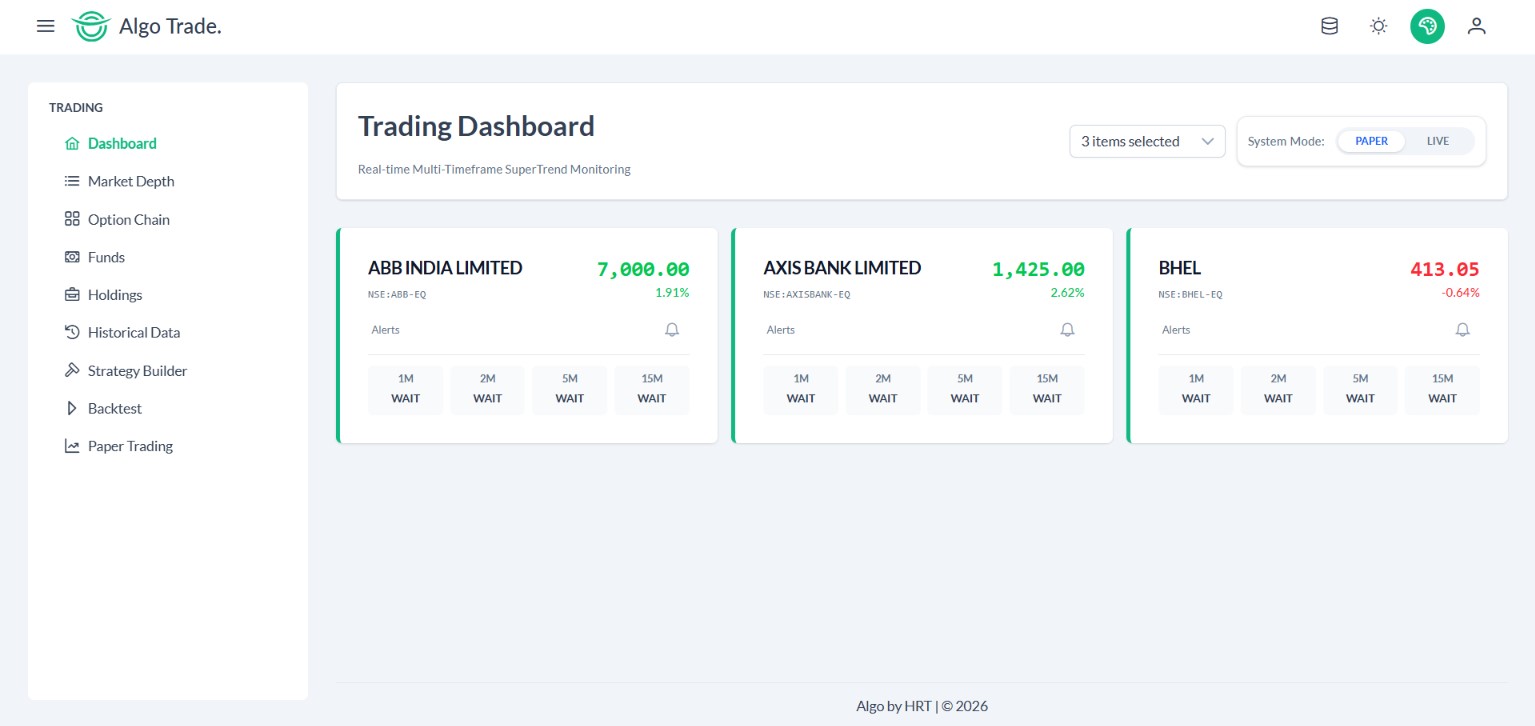 Algo Trade.
TRADING
Dashboard
Market Depth
Option Chain
Funds
Holdings
Historical Data
Strategy Builder
Backtest
Paper Trading
Trading Dashboard
Real-time Multi-Timeframe SuperTrend Monitoring
3 items selected
System Mode: PAPER LIVE
ABB INDIA LIMITED 7,000.00
NSE:ABB-EQ 1.91%
Alerts
1M 2M 5M 15M
WAIT WAIT WAIT WAIT
AXIS BANK LIMITED 1,425.00
NSE:AXISBANK-EQ 2.62%
Alerts
1M 2M 5M 15M
WAIT WAIT WAIT WAIT
BHEL 413.05
NSE:BHEL-EQ -0.64%
Alerts
1M 2M 5M 15M
WAIT WAIT WAIT WAIT
Algo by HRT | © 2026